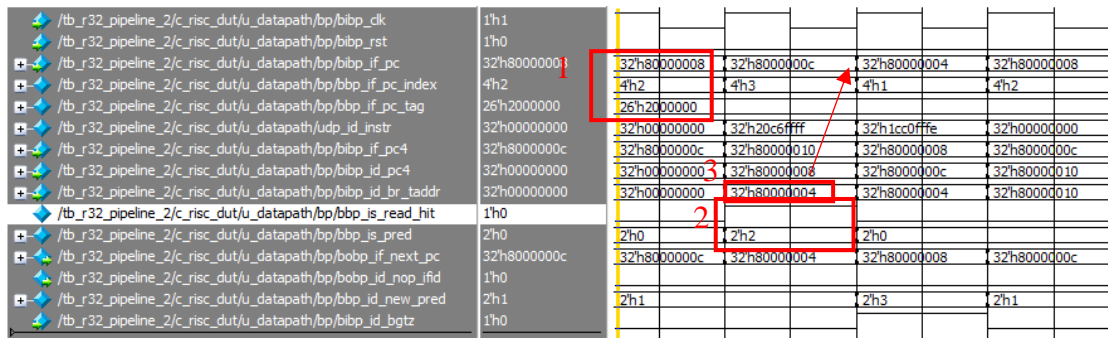 /tb_r32_pipeline_2/c_risc_dut/u_datapath/bp/bibp_clk 1'h1
/tb_r32_pipeline_2/c_risc_dut/u_datapath/bp/bibp_rst 1'h0
/tb_r32_pipeline_2/c_risc_dut/u_datapath/bp/bibp_if_pc 32'h80000008 1 32'h80000008 32'h8000000c 32'h80000004 32'h80000008
/tb_r32_pipeline_2/c_risc_dut/u_datapath/bp/bbp_if_pc_index 4'h2 4'h2 4'h3 4'h1 4'h2
/tb_r32_pipeline_2/c_risc_dut/u_datapath/bp/bbp_if_pc_tag 26'h2000000 26'h2000000
/tb_r32_pipeline_2/c_risc_dut/u_datapath/udp_id_instr 32'h00000000 32'h00000000 32'h20c6ffff 32'h1cc0fffe 32'h00000000
/tb_r32_pipeline_2/c_risc_dut/u_datapath/bp/bibp_if_pc4 32'h8000000c 32'h8000000c 32'h80000010 32'h80000008 32'h8000000c
/tb_r32_pipeline_2/c_risc_dut/u_datapath/bp/bibp_id_pc4 32'h00000000 32'h00000000 3 32'h80000008 32'h8000000c 32'h80000010
/tb_r32_pipeline_2/c_risc_dut/u_datapath/bp/bibp_id_br_taddr 32'h00000000 32'h00000000 32'h80000004 32'h80000004 32'h80000010
/tb_r32_pipeline_2/c_risc_dut/u_datapath/bp/bbp_is_read_hit 1'h0 2
/tb_r32_pipeline_2/c_risc_dut/u_datapath/bp/bbp_is_pred 2'h0 2'h0 2'h2 2'h0
/tb_r32_pipeline_2/c_risc_dut/u_datapath/bp/bobp_if_next_pc 32'h8000000c 32'h8000000c 32'h80000004 32'h80000008 32'h8000000c
/tb_r32_pipeline_2/c_risc_dut/u_datapath/bp/bobp_id_nop_ifid 1'h0
/tb_r32_pipeline_2/c_risc_dut/u_datapath/bp/bbp_id_new_pred 2'h1 2'h1 2'h3 2'h1
/tb_r32_pipeline_2/c_risc_dut/u_datapath/bp/bibp_id_bgtz 1'h0